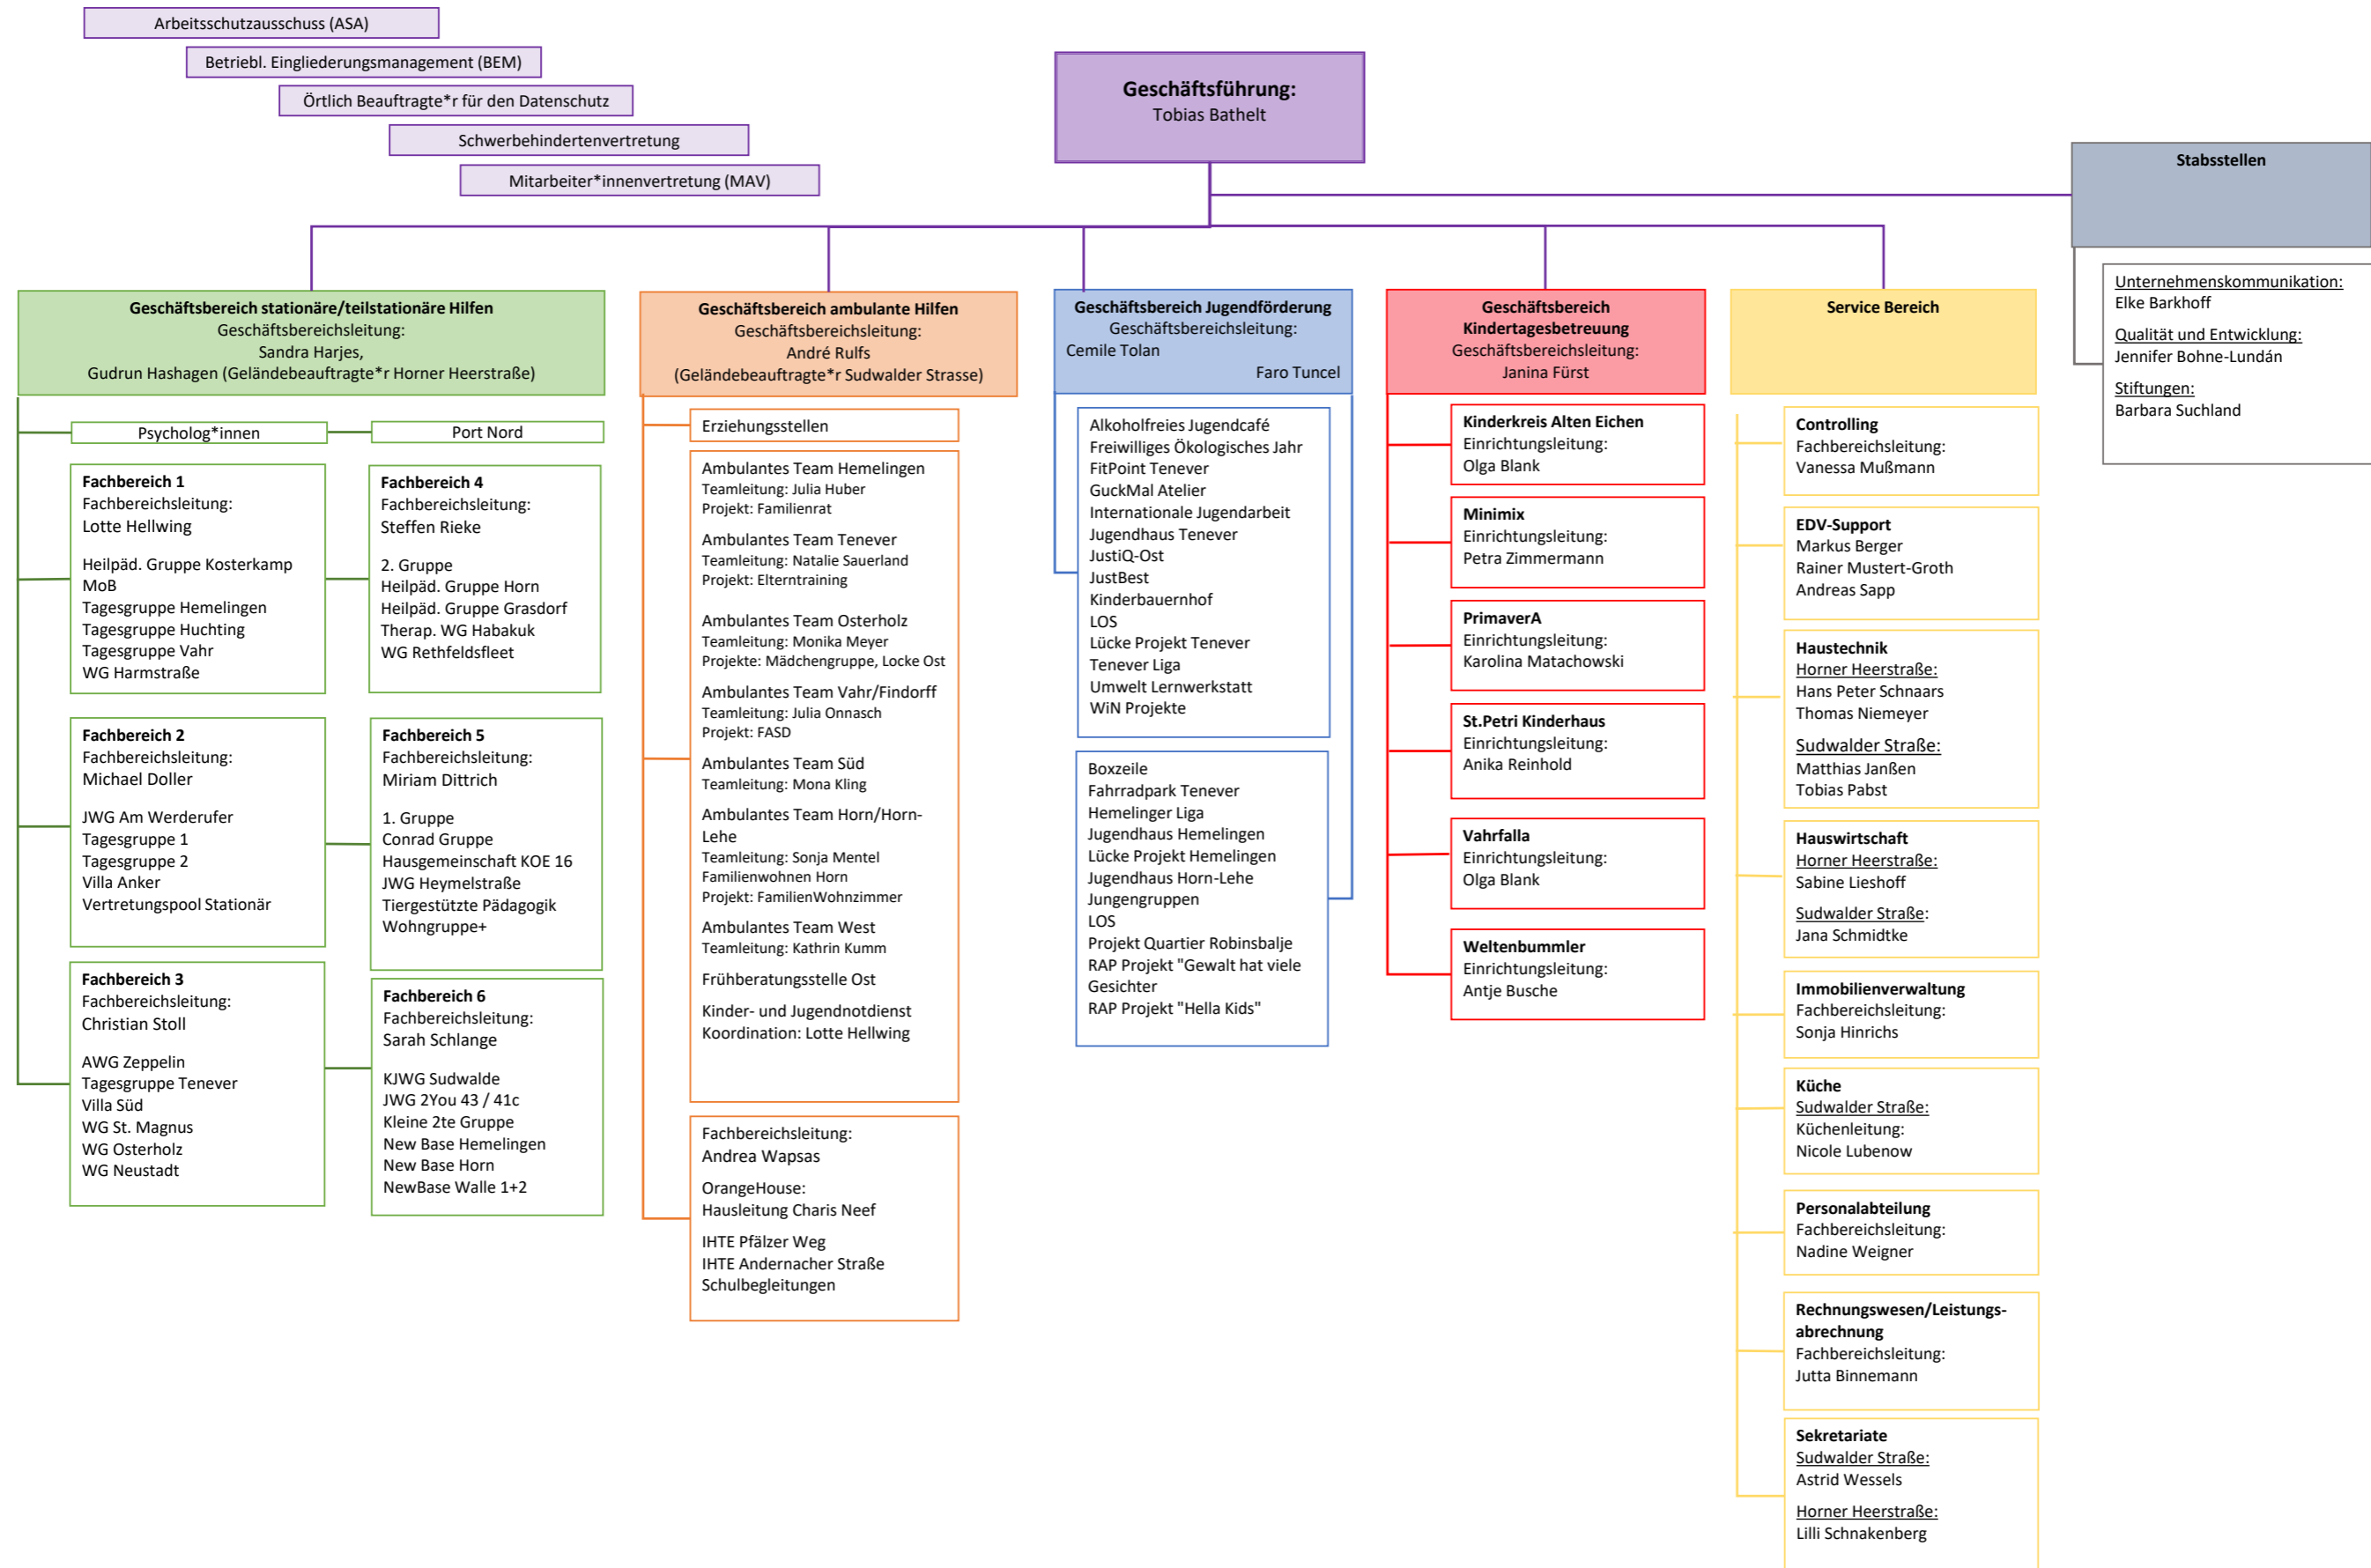 Arbeitsschutzausschuss (ASA)
Betriebl. Eingliederungsmanagement (BEM)
Örtlich Beauftragte*r für den Datenschutz
Schwerbehindertenvertretung
Mitarbeiter*innenvertretung (MAV)
Geschäftsführung:
Tobias Bathelt
Stabsstellen
Unternehmenskommunikation:
Elke Barkhoff
Qualität und Entwicklung:
Jennifer Bohne-Lundán
Stiftungen:
Barbara Suchland
Geschäftsbereich stationäre/teilstationäre Hilfen
Geschäftsbereichsleitung:
Sandra Harjes,
Gudrun Hashagen (Geländebeauftragte*r Horner Heerstraße)
Psycholog*innen
Port Nord
Fachbereich 1
Fachbereichsleitung:
Lotte Hellwing
Heilpäd. Gruppe Kosterkamp
MoB
Tagesgruppe Hemelingen
Tagesgruppe Huchting
Tagesgruppe Vahr
WG Harmstraße
Fachbereich 4
Fachbereichsleitung:
Steffen Rieke
2. Gruppe
Heilpäd. Gruppe Horn
Heilpäd. Gruppe Grasdorf
Therap. WG Habakuk
WG Rethfeldsfleet
Fachbereich 2
Fachbereichsleitung:
Michael Doller
JWG Am Werderufer
Tagesgruppe 1
Tagesgruppe 2
Villa Anker
Vertretungspool Stationär
Fachbereich 5
Fachbereichsleitung:
Miriam Dittrich
1. Gruppe
Conrad Gruppe
Hausgemeinschaft KOE 16
JWG Heymelstraße
Tiergestützte Pädagogik
Wohngruppe+
Fachbereich 3
Fachbereichsleitung:
Christian Stoll
AWG Zeppelin
Tagesgruppe Tenever
Villa Süd
WG St. Magnus
WG Osterholz
WG Neustadt
Fachbereich 6
Fachbereichsleitung:
Sarah Schlange
KJWG Sudwalde
JWG 2You 43 / 41c
Kleine 2te Gruppe
New Base Hemelingen
New Base Horn
NewBase Walle 1+2
Geschäftsbereich ambulante Hilfen
Geschäftsbereichsleitung:
André Rulfs
(Geländebeauftragte*r Sudwalder Strasse)
Erziehungsstellen
Ambulantes Team Hemelingen
Teamleitung: Julia Huber
Projekt: Familienrat
Ambulantes Team Tenever
Teamleitung: Natalie Sauerland
Projekt: Elterntraining
Ambulantes Team Osterholz
Teamleitung: Monika Meyer
Projekte: Mädchengruppe, Locke Ost
Ambulantes Team Vahr/Findorff
Teamleitung: Julia Onnasch
Projekt: FASD
Ambulantes Team Süd
Teamleitung: Mona Kling
Ambulantes Team Horn/Horn-
Lehe
Teamleitung: Sonja Mentel
Familienwohnen Horn
Projekt: FamilienWohnzimmer
Ambulantes Team West
Teamleitung: Kathrin Kumm
Frühberatungsstelle Ost
Kinder- und Jugendnotdienst
Koordination: Lotte Hellwing
Fachbereichsleitung:
Andrea Wapsas
OrangeHouse:
Hausleitung Charis Neef
IHTE Pfälzer Weg
IHTE Andernacher Straße
Schulbegleitungen
Geschäftsbereich Jugendförderung
Geschäftsbereichsleitung:
Cemile Tolan
Faro Tuncel
Alkoholfreies Jugendcafé
Freiwilliges Ökologisches Jahr
FitPoint Tenever
GuckMal Atelier
Internationale Jugendarbeit
Jugendhaus Tenever
JustiQ-Ost
JustBest
Kinderbauernhof
LOS
Lücke Projekt Tenever
Tenever Liga
Umwelt Lernwerkstatt
WiN Projekte
Boxzeile
Fahrradpark Tenever
Hemelinger Liga
Jugendhaus Hemelingen
Lücke Projekt Hemelingen
Jugendhaus Horn-Lehe
Jungengruppen
LOS
Projekt Quartier Robinsbalje
RAP Projekt "Gewalt hat viele
Gesichter
RAP Projekt "Hella Kids"
Geschäftsbereich
Kindertagesbetreuung
Geschäftsbereichsleitung:
Janina Fürst
Kinderkreis Alten Eichen
Einrichtungsleitung:
Olga Blank
Minimix
Einrichtungsleitung:
Petra Zimmermann
PrimaverA
Einrichtungsleitung:
Karolina Matachowski
St.Petri Kinderhaus
Einrichtungsleitung:
Anika Reinhold
Vahrfalla
Einrichtungsleitung:
Olga Blank
Weltenbummler
Einrichtungsleitung:
Antje Busche
Service Bereich
Controlling
Fachbereichsleitung:
Vanessa Mußmann
EDV-Support
Markus Berger
Rainer Mustert-Groth
Andreas Sapp
Haustechnik
Horner Heerstraße:
Hans Peter Schnaars
Thomas Niemeyer
Sudwalder Straße:
Matthias Janßen
Tobias Pabst
Hauswirtschaft
Horner Heerstraße:
Sabine Lieshoff
Sudwalder Straße:
Jana Schmidtke
Immobilienverwaltung
Fachbereichsleitung:
Sonja Hinrichs
Küche
Sudwalder Straße:
Küchenleitung:
Nicole Lubenow
Personalabteilung
Fachbereichsleitung:
Nadine Weigner
Rechnungswesen/Leistungs-
abrechnung
Fachbereichsleitung:
Jutta Binnemann
Sekretariate
Sudwalder Straße:
Astrid Wessels
Horner Heerstraße:
Lilli Schnakenberg